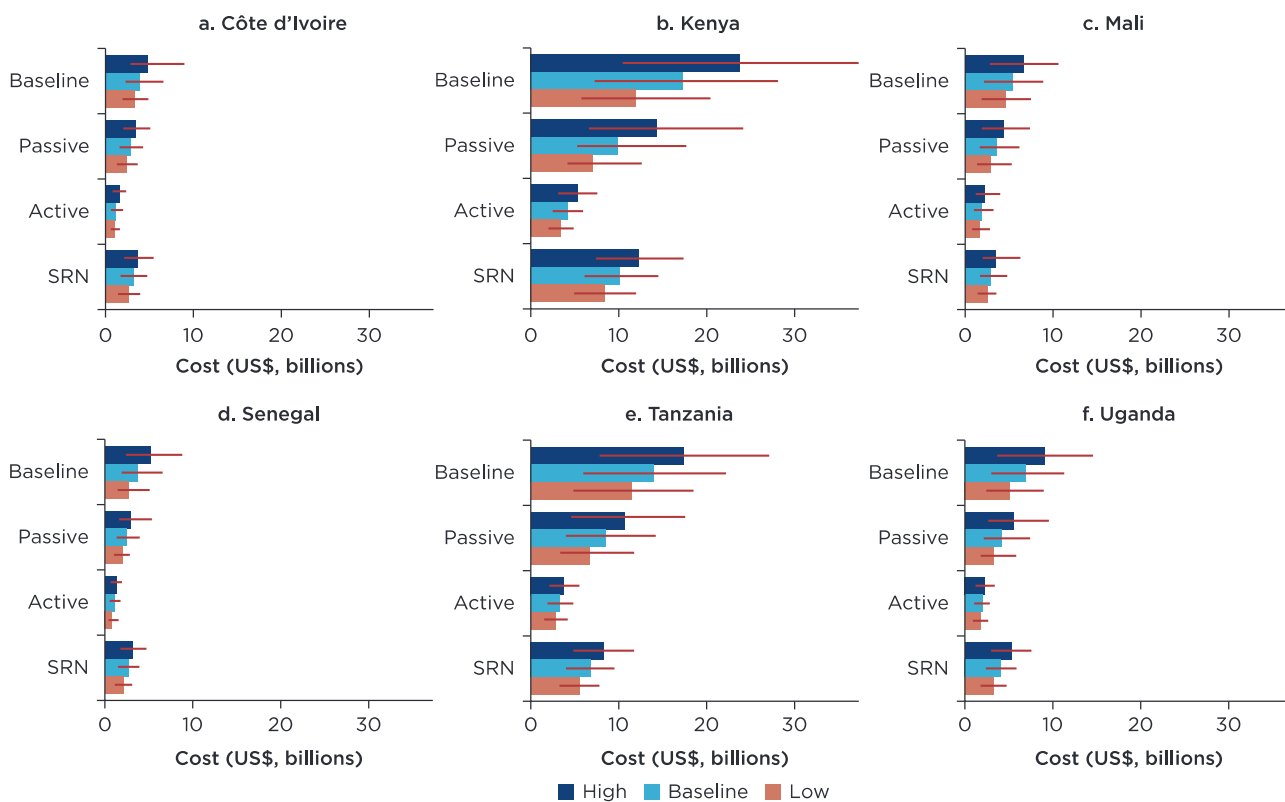 a. Côte d’Ivoire
Baseline
Passive
Active
SRN
0 10 20 30
Cost (US$, billions)
b. Kenya
Baseline
Passive
Active
SRN
0 10 20 30
Cost (US$, billions)
c. Mali
Baseline
Passive
Active
SRN
0 10 20 30
Cost (US$, billions)
d. Senegal
Baseline
Passive
Active
SRN
0 10 20 30
Cost (US$, billions)
e. Tanzania
Baseline
Passive
Active
SRN
0 10 20 30
Cost (US$, billions)
f. Uganda
Baseline
Passive
Active
SRN
0 10 20 30
Cost (US$, billions)
High Baseline Low